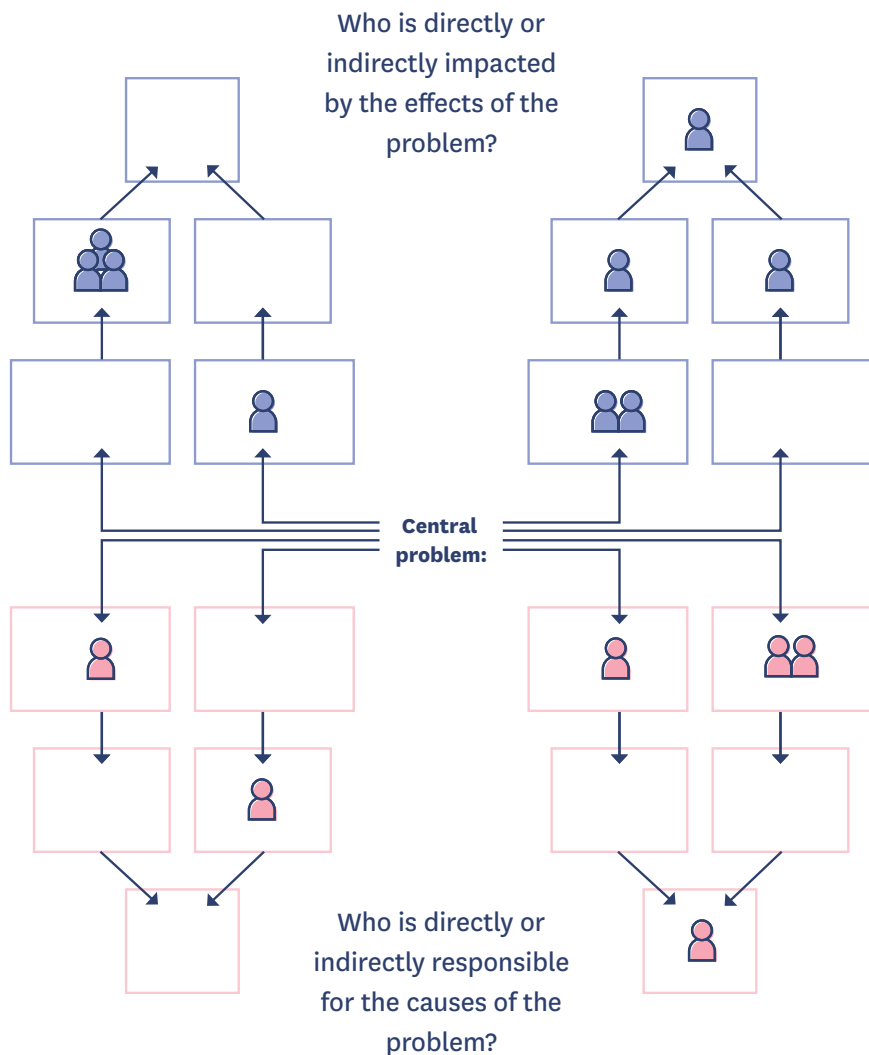 Who is directly or
indirectly impacted
by the effects of the
problem?
Central
problem:
Who is directly or
indirectly responsible
for the causes of the
problem?